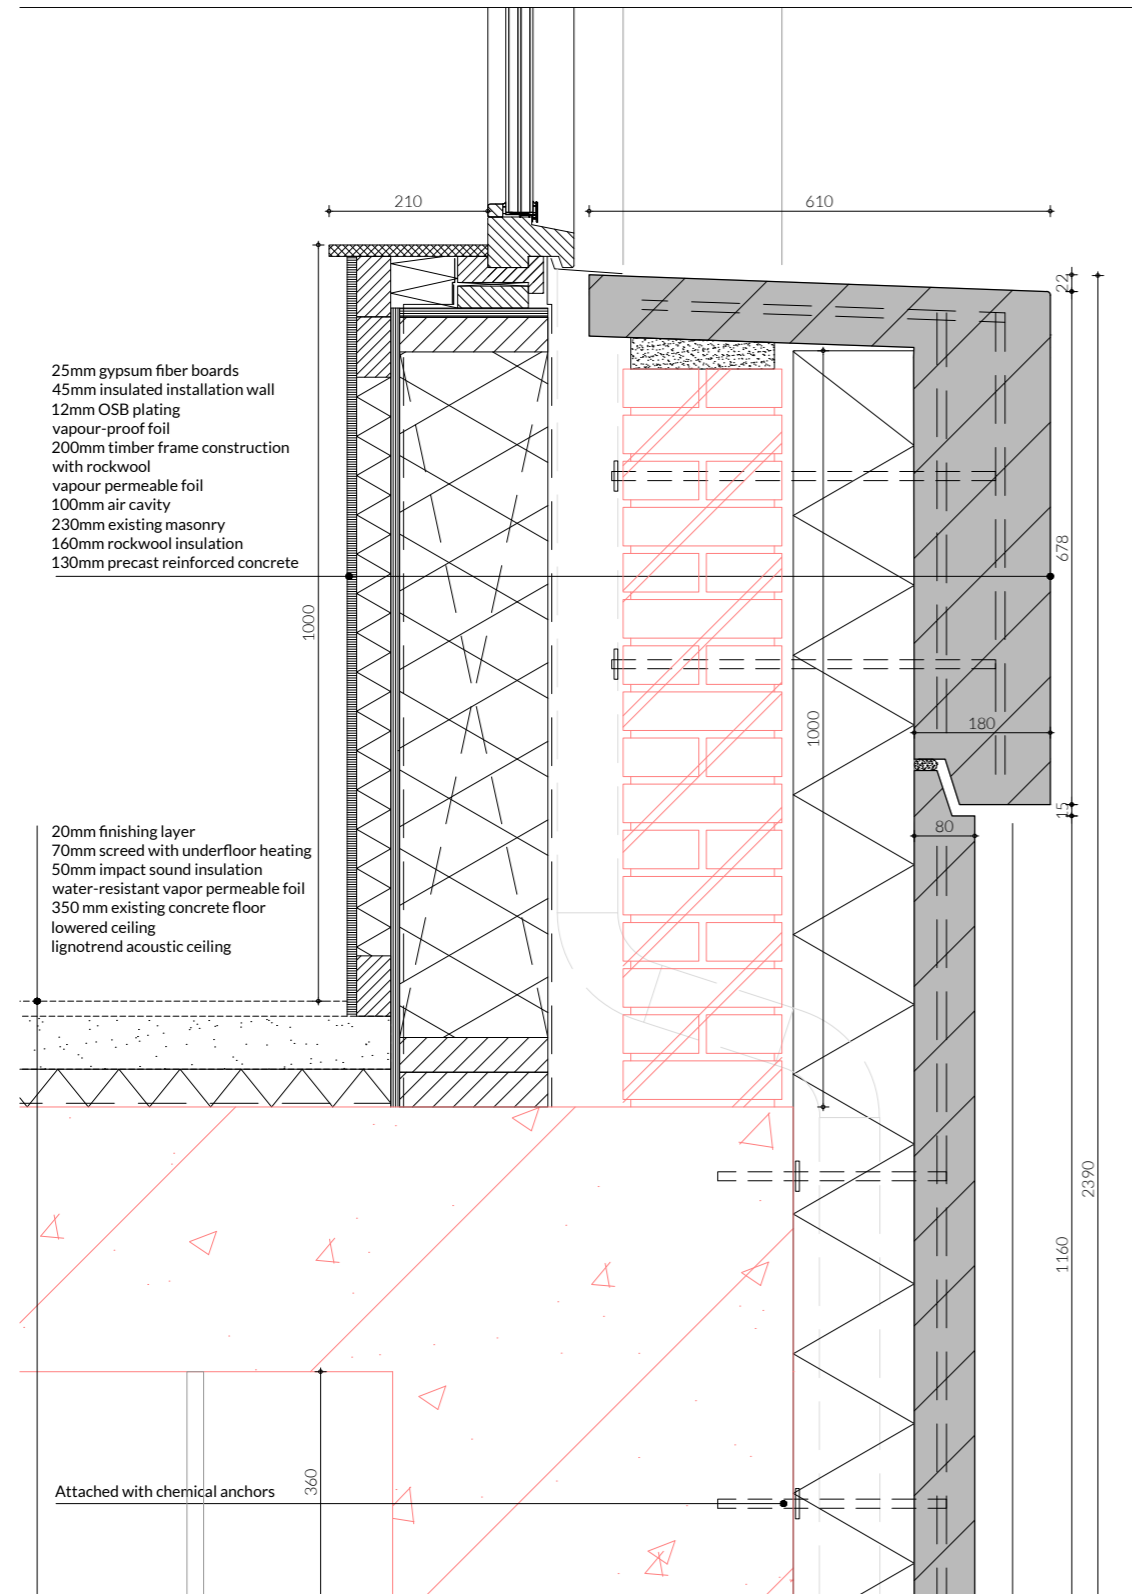 210
610
22
25mm gypsum fiber boards
45mm insulated installation wall
12mm OSB plating
vapour-proof foil
200mm timber frame construction
with rockwool
vapour permeable foil
100mm air cavity
230mm existing masonry
160mm rockwool insulation
130mm precast reinforced concrete
678
1000
1000
180
15
80
20mm finishing layer
70mm screed with underfloor heating
50mm impact sound insulation
water-resistant vapor permeable foil
350 mm existing concrete floor
lowered ceiling
lignotrend acoustic ceiling
2390
1160
360
Attached with chemical anchors